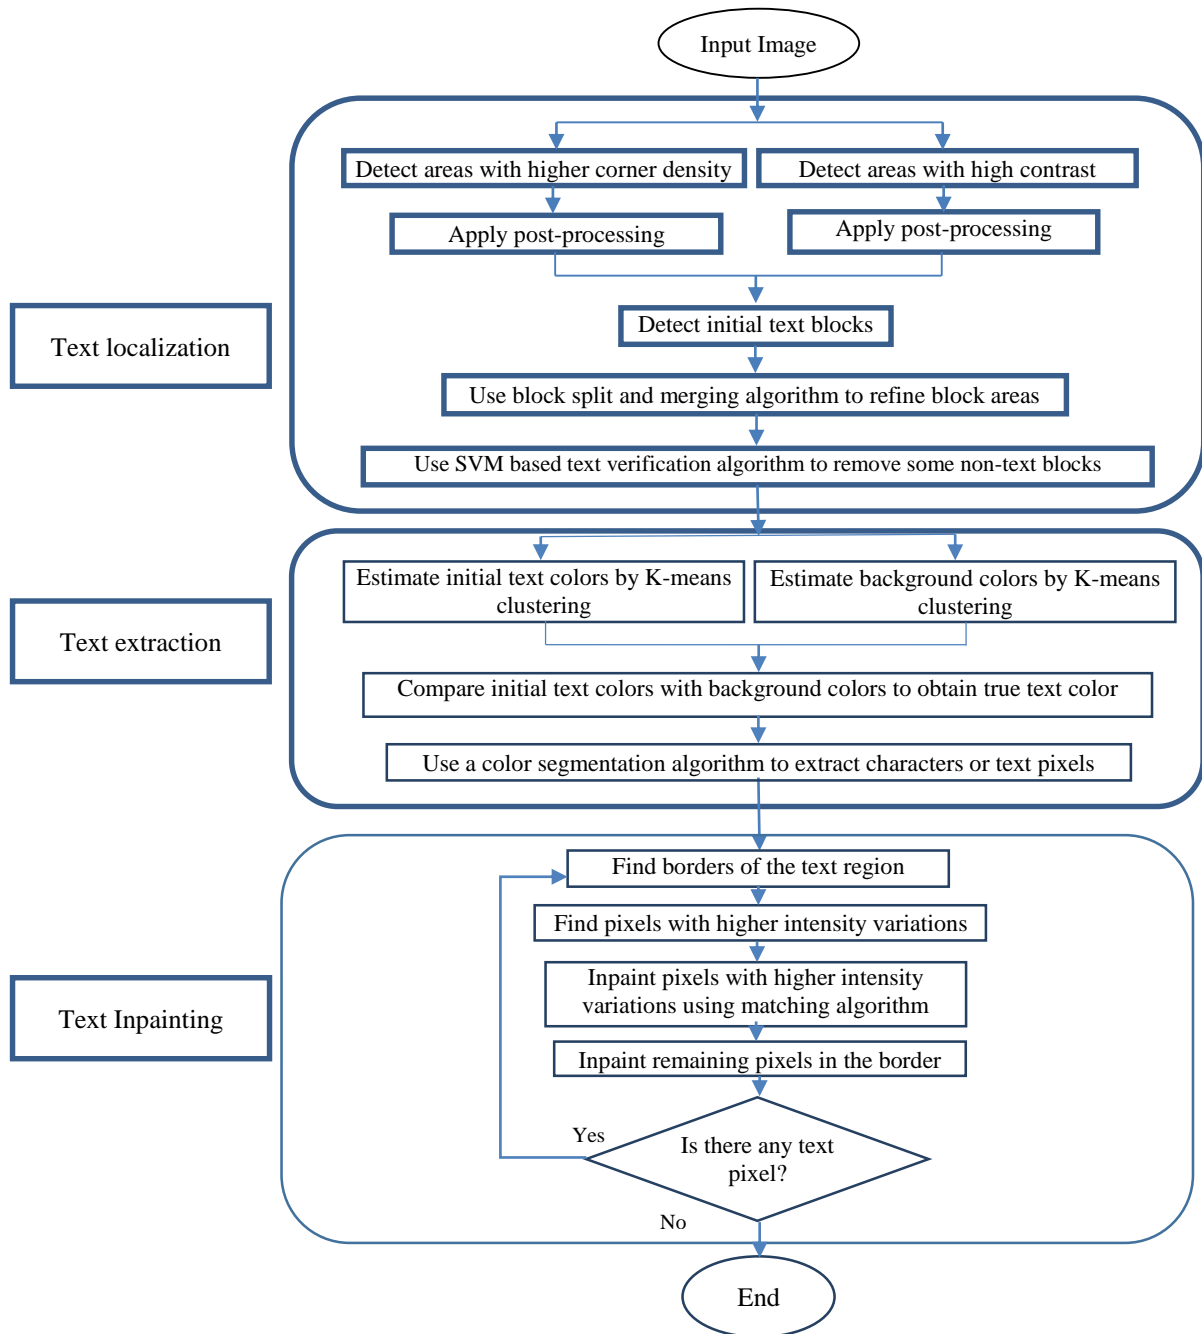 Input Image
Detect areas with higher corner density
Detect areas with high contrast
Apply post-processing
Apply post-processing
Detect initial text blocks
Text localization
Use block split and merging algorithm to refine block areas
Use SVM based text verification algorithm to remove some non-text blocks
Estimate initial text colors by K-means
clustering
Estimate background colors by K-means
clustering
Text extraction
Compare initial text colors with background colors to obtain true text color
Use a color segmentation algorithm to extract characters or text pixels
Find borders of the text region
Find pixels with higher intensity variations
Inpaint pixels with higher intensity
variations using matching algorithm
Text Inpainting
Inpaint remaining pixels in the border
Yes
Is there any text
pixel?
No
End